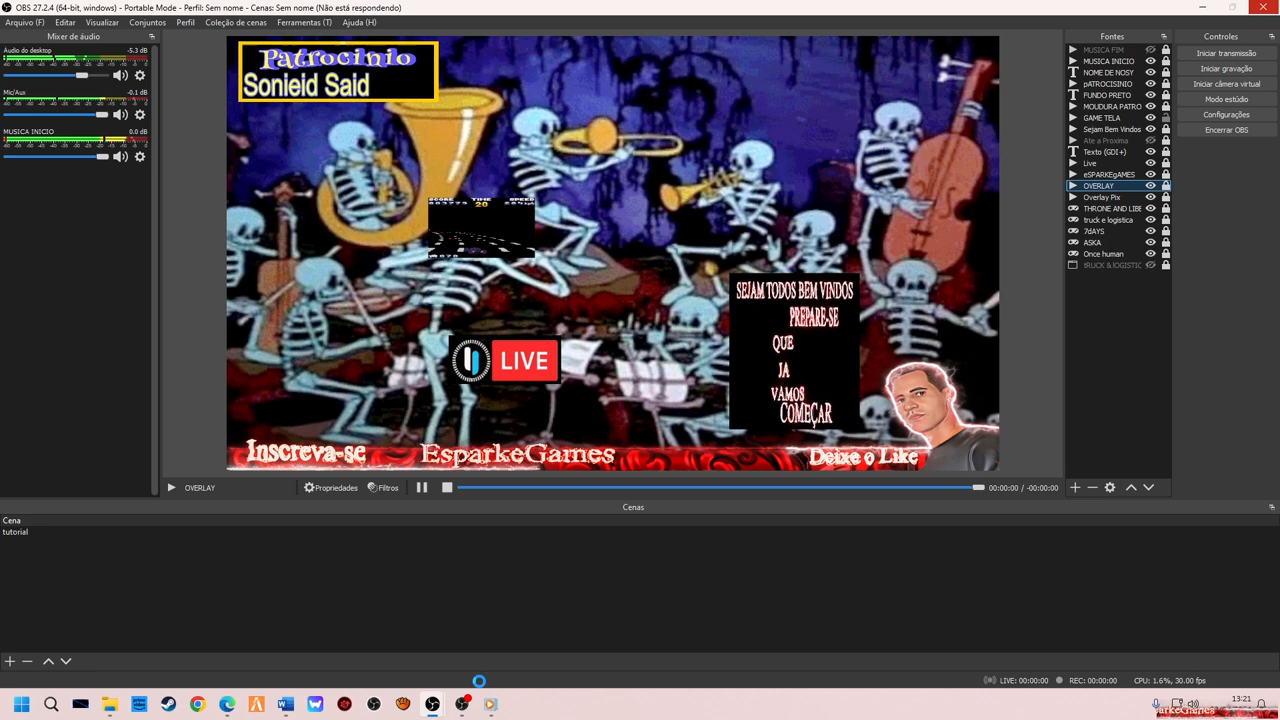 OBS 27.2.4 (64-bit, windows) - Portable Mode - Perfil: Sem nome - Cenas: Sem nome (Não está respondendo)
Arquivo (F) Editar Visualizar Conjuntos Perfil Coleção de cenas Ferramentas (T) Ajuda (H)
Mixer de áudio
Áudio do desktop -5.3 dB
Mic/Aux -0.1 dB
MUSICA INICIO 0.0 dB
Patrocinio
Sonieid Said
SCORE TIME SPEED
20
LIVE
SEJAM TODOS BEM VINDOS
PREPARE-SE
QUE
JA
VAMOS
COMEÇAR
Inscreva-se EsparkeGames Deixe o Like
Fontes
MUSICA FIM
MUSICA INICIO
NOME DE NOSY
pATROCISINIO
FUNDO PRETO
MOUDURA PATRO
GAME TELA
Sejam Bem Vindos
Ate a Proxima
Texto (GDI+)
Live
eSPARKEgAMES
OVERLAY
Overlay Pix
THRONE AND LIBE
truck e logistica
7dAYS
ASKA
Once human
tRUCK & lOGISTIC
Controles
Iniciar transmissão
Iniciar gravação
Iniciar câmera virtual
Modo estúdio
Configurações
Encerrar OBS
OVERLAY Propriedades Filtros 00:00:00 / -00:00:00
Cenas
Cena
tutorial
LIVE: 00:00:00 REC: 00:00:00 CPU: 1.6%, 30.00 fps
13:21